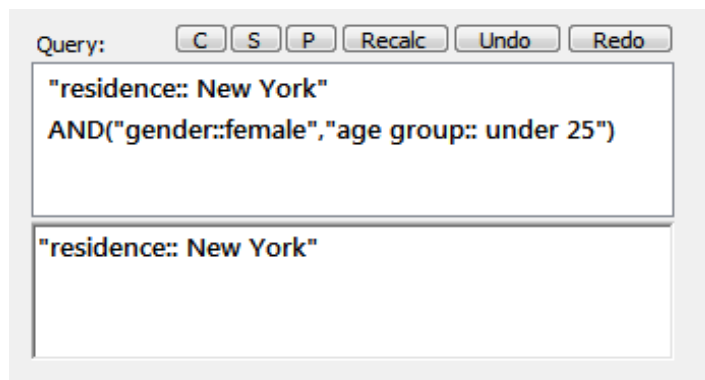 Query: C S P Recalc Undo Redo
"residence:: New York"
AND("gender::female","age group:: under 25")
"residence:: New York"